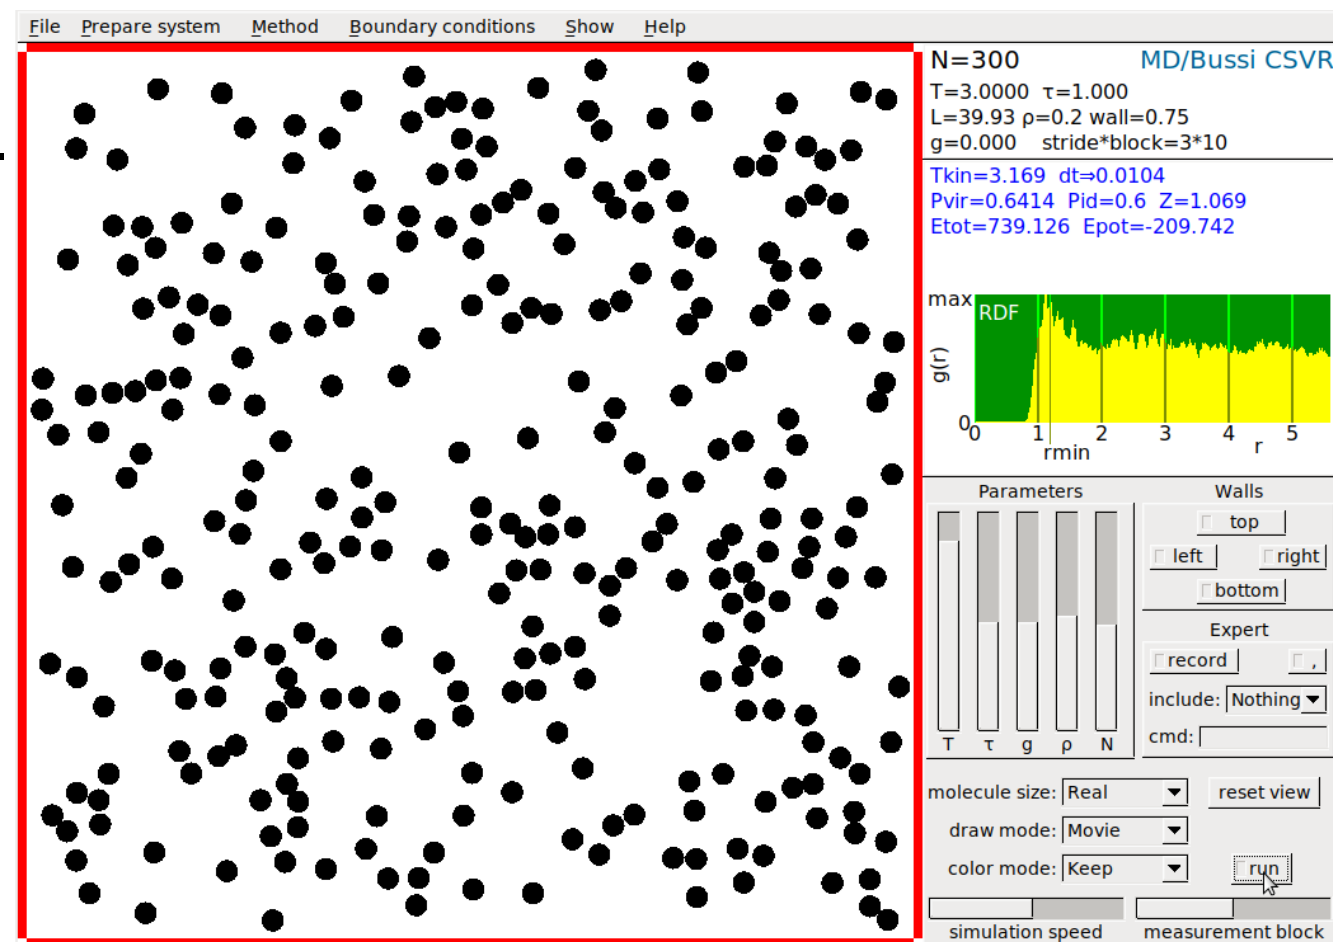 File Prepare system Method Boundary conditions Show Help
N=300 MD/Bussi CSVR
T=3.0000 τ=1.000
L=39.93 ρ=0.2 wall=0.75
g=0.000 stride*block=3*10
Tkin=3.169 dt⇒0.0104
Pvir=0.6414 Pid=0.6 Z=1.069
Etot=739.126 Epot=-209.742
max
RDF
g(r)
0
0 1 2 3 4 5
rmin r
Parameters Walls
top
left right
bottom
Expert
record ,
include: Nothing
cmd:
T τ g ρ N
molecule size: Real reset view
draw mode: Movie
color mode: Keep run
simulation speed measurement block